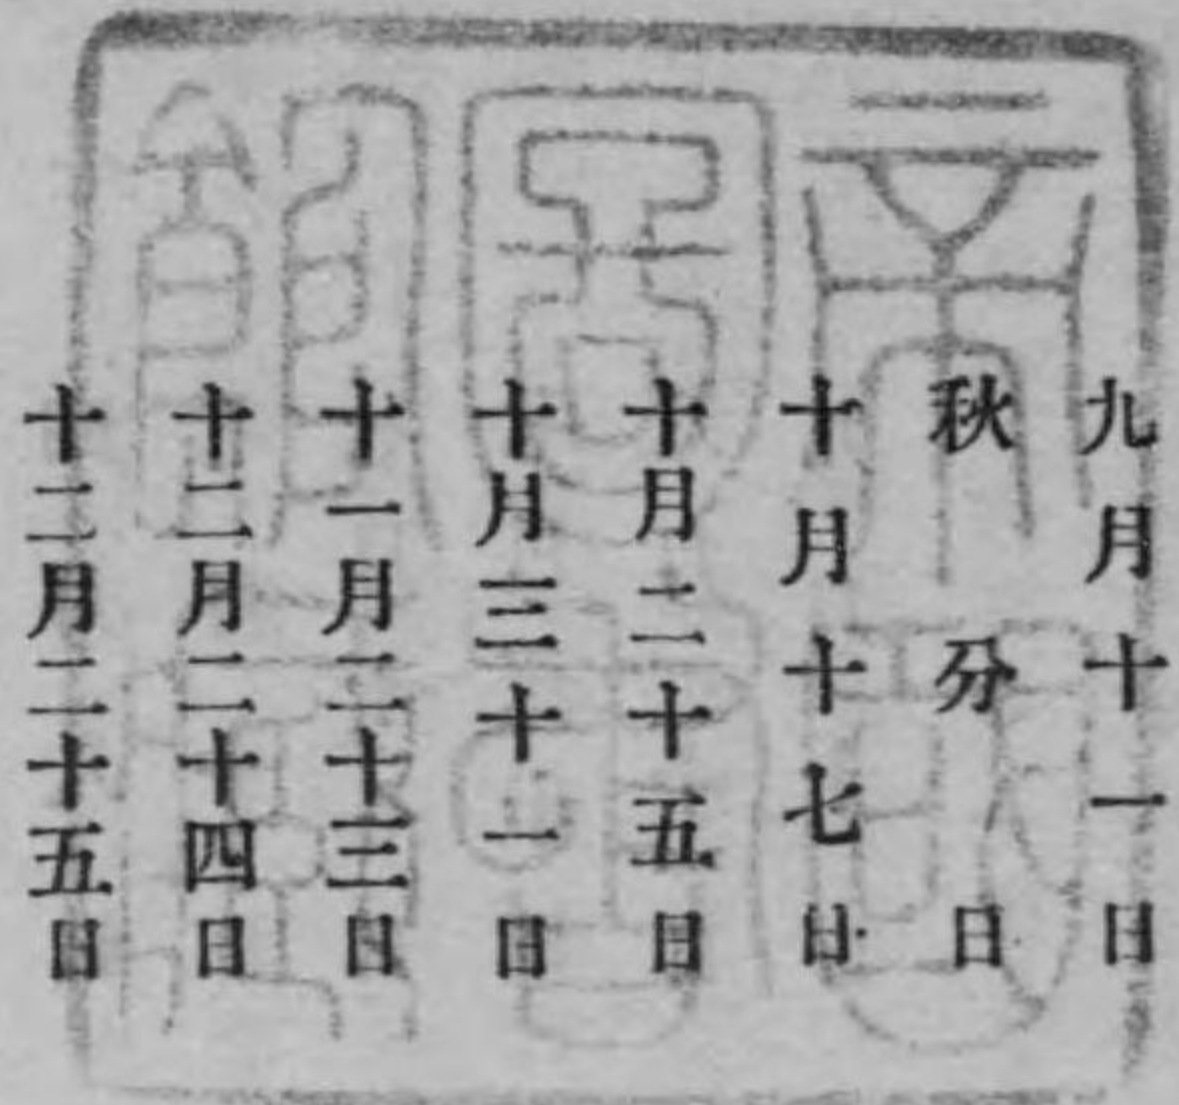 九月十一日
秋分日
十月十七日
十月二十五日
十月三十一日
十一月二十三日
十二月二十四日
十二月二十五日